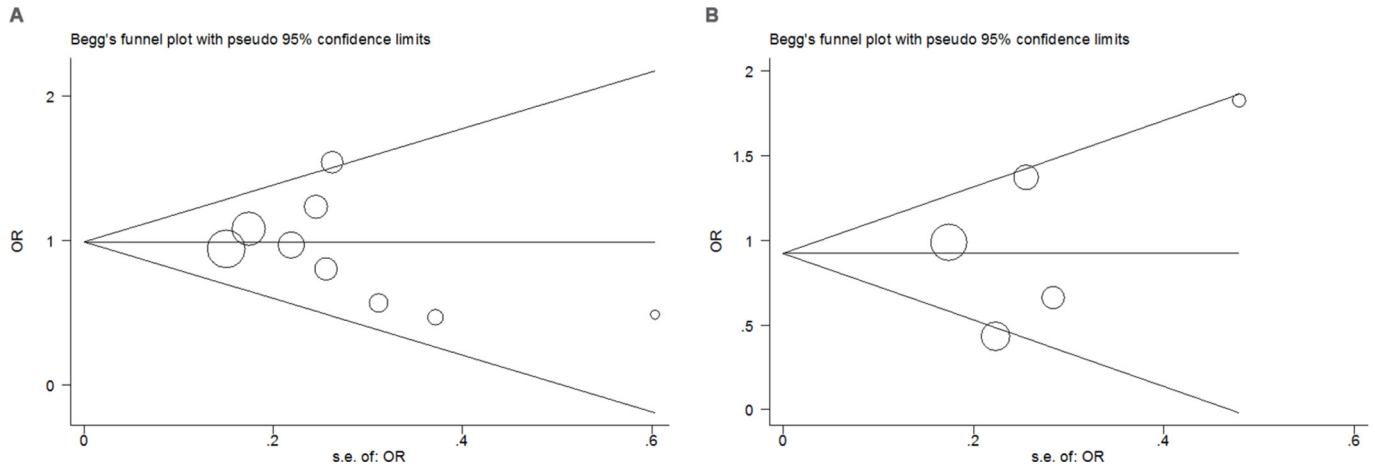 A
Begg's funnel plot with pseudo 95% confidence limits
OR
2
1
0
0 .2 .4 .6
s.e. of: OR
B
Begg's funnel plot with pseudo 95% confidence limits
OR
2
1.5
1
.5
0
0 .2 .4 .6
s.e. of: OR